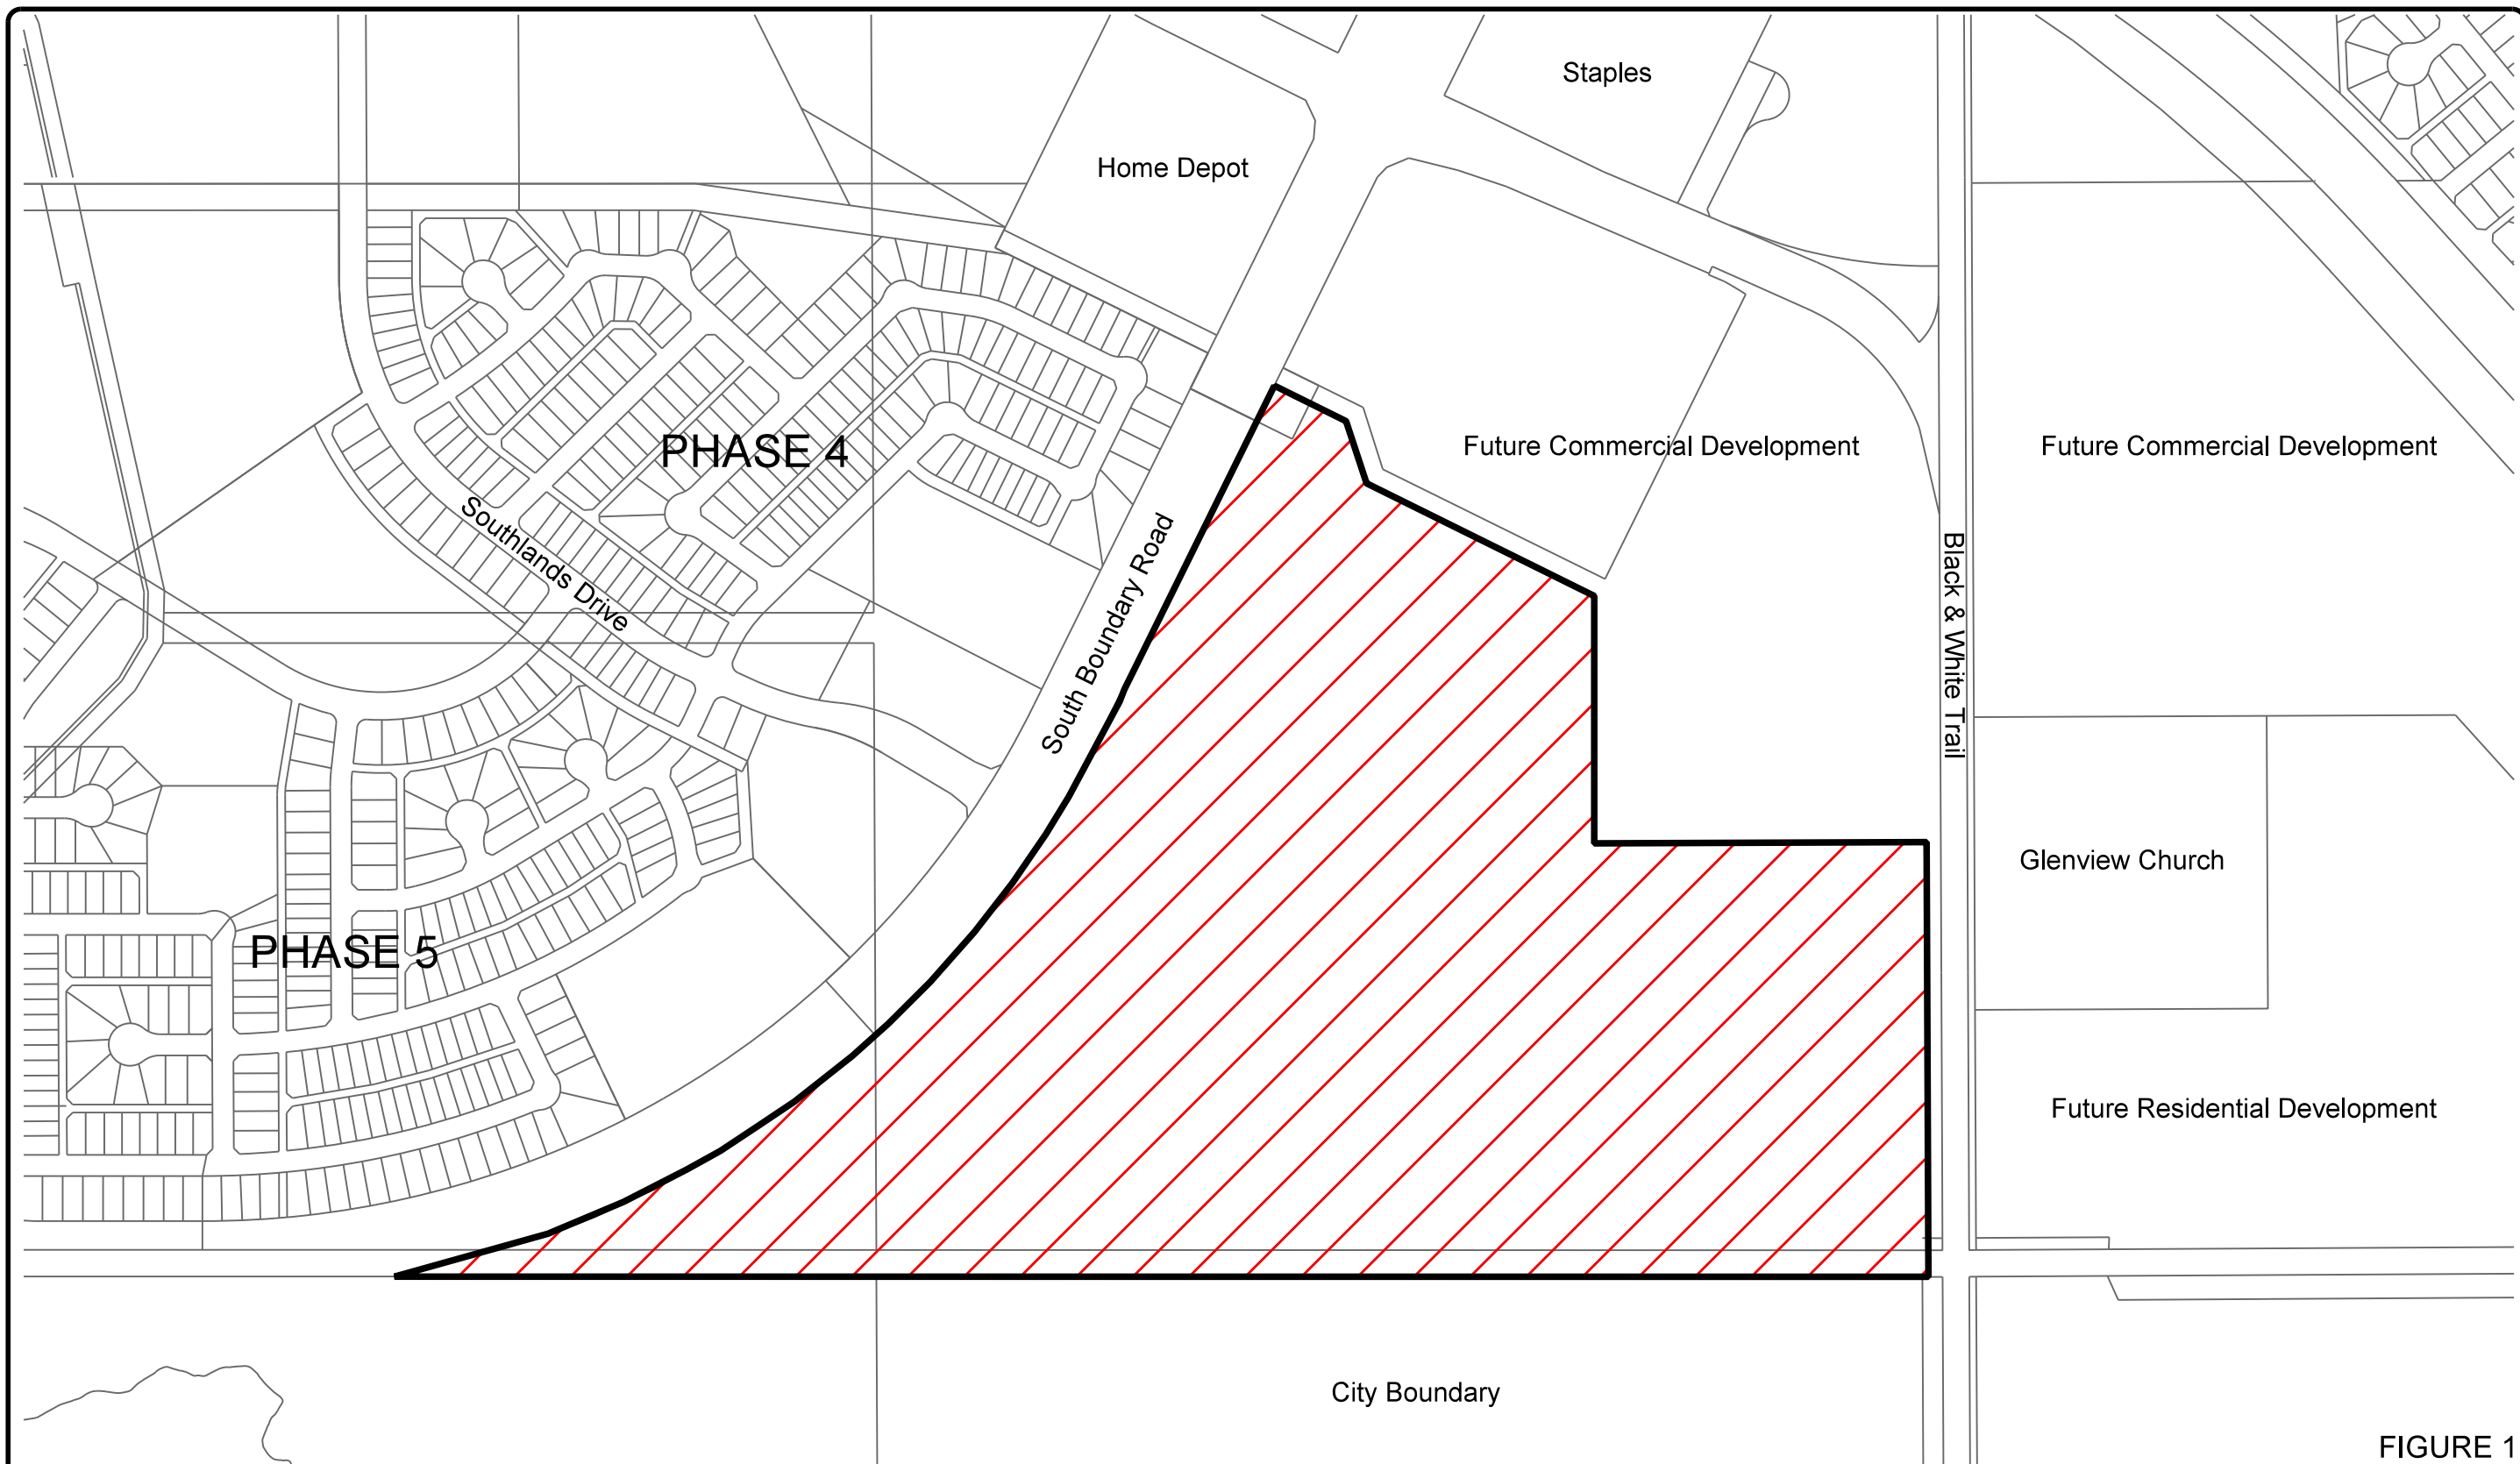 Staples
Home Depot
PHASE 4
Future Commercial Development
Future Commercial Development
Southlands Drive
South Boundary Road
Black & White Trail
Glenview Church
PHASE 5
Future Residential Development
City Boundary
FIGURE 1